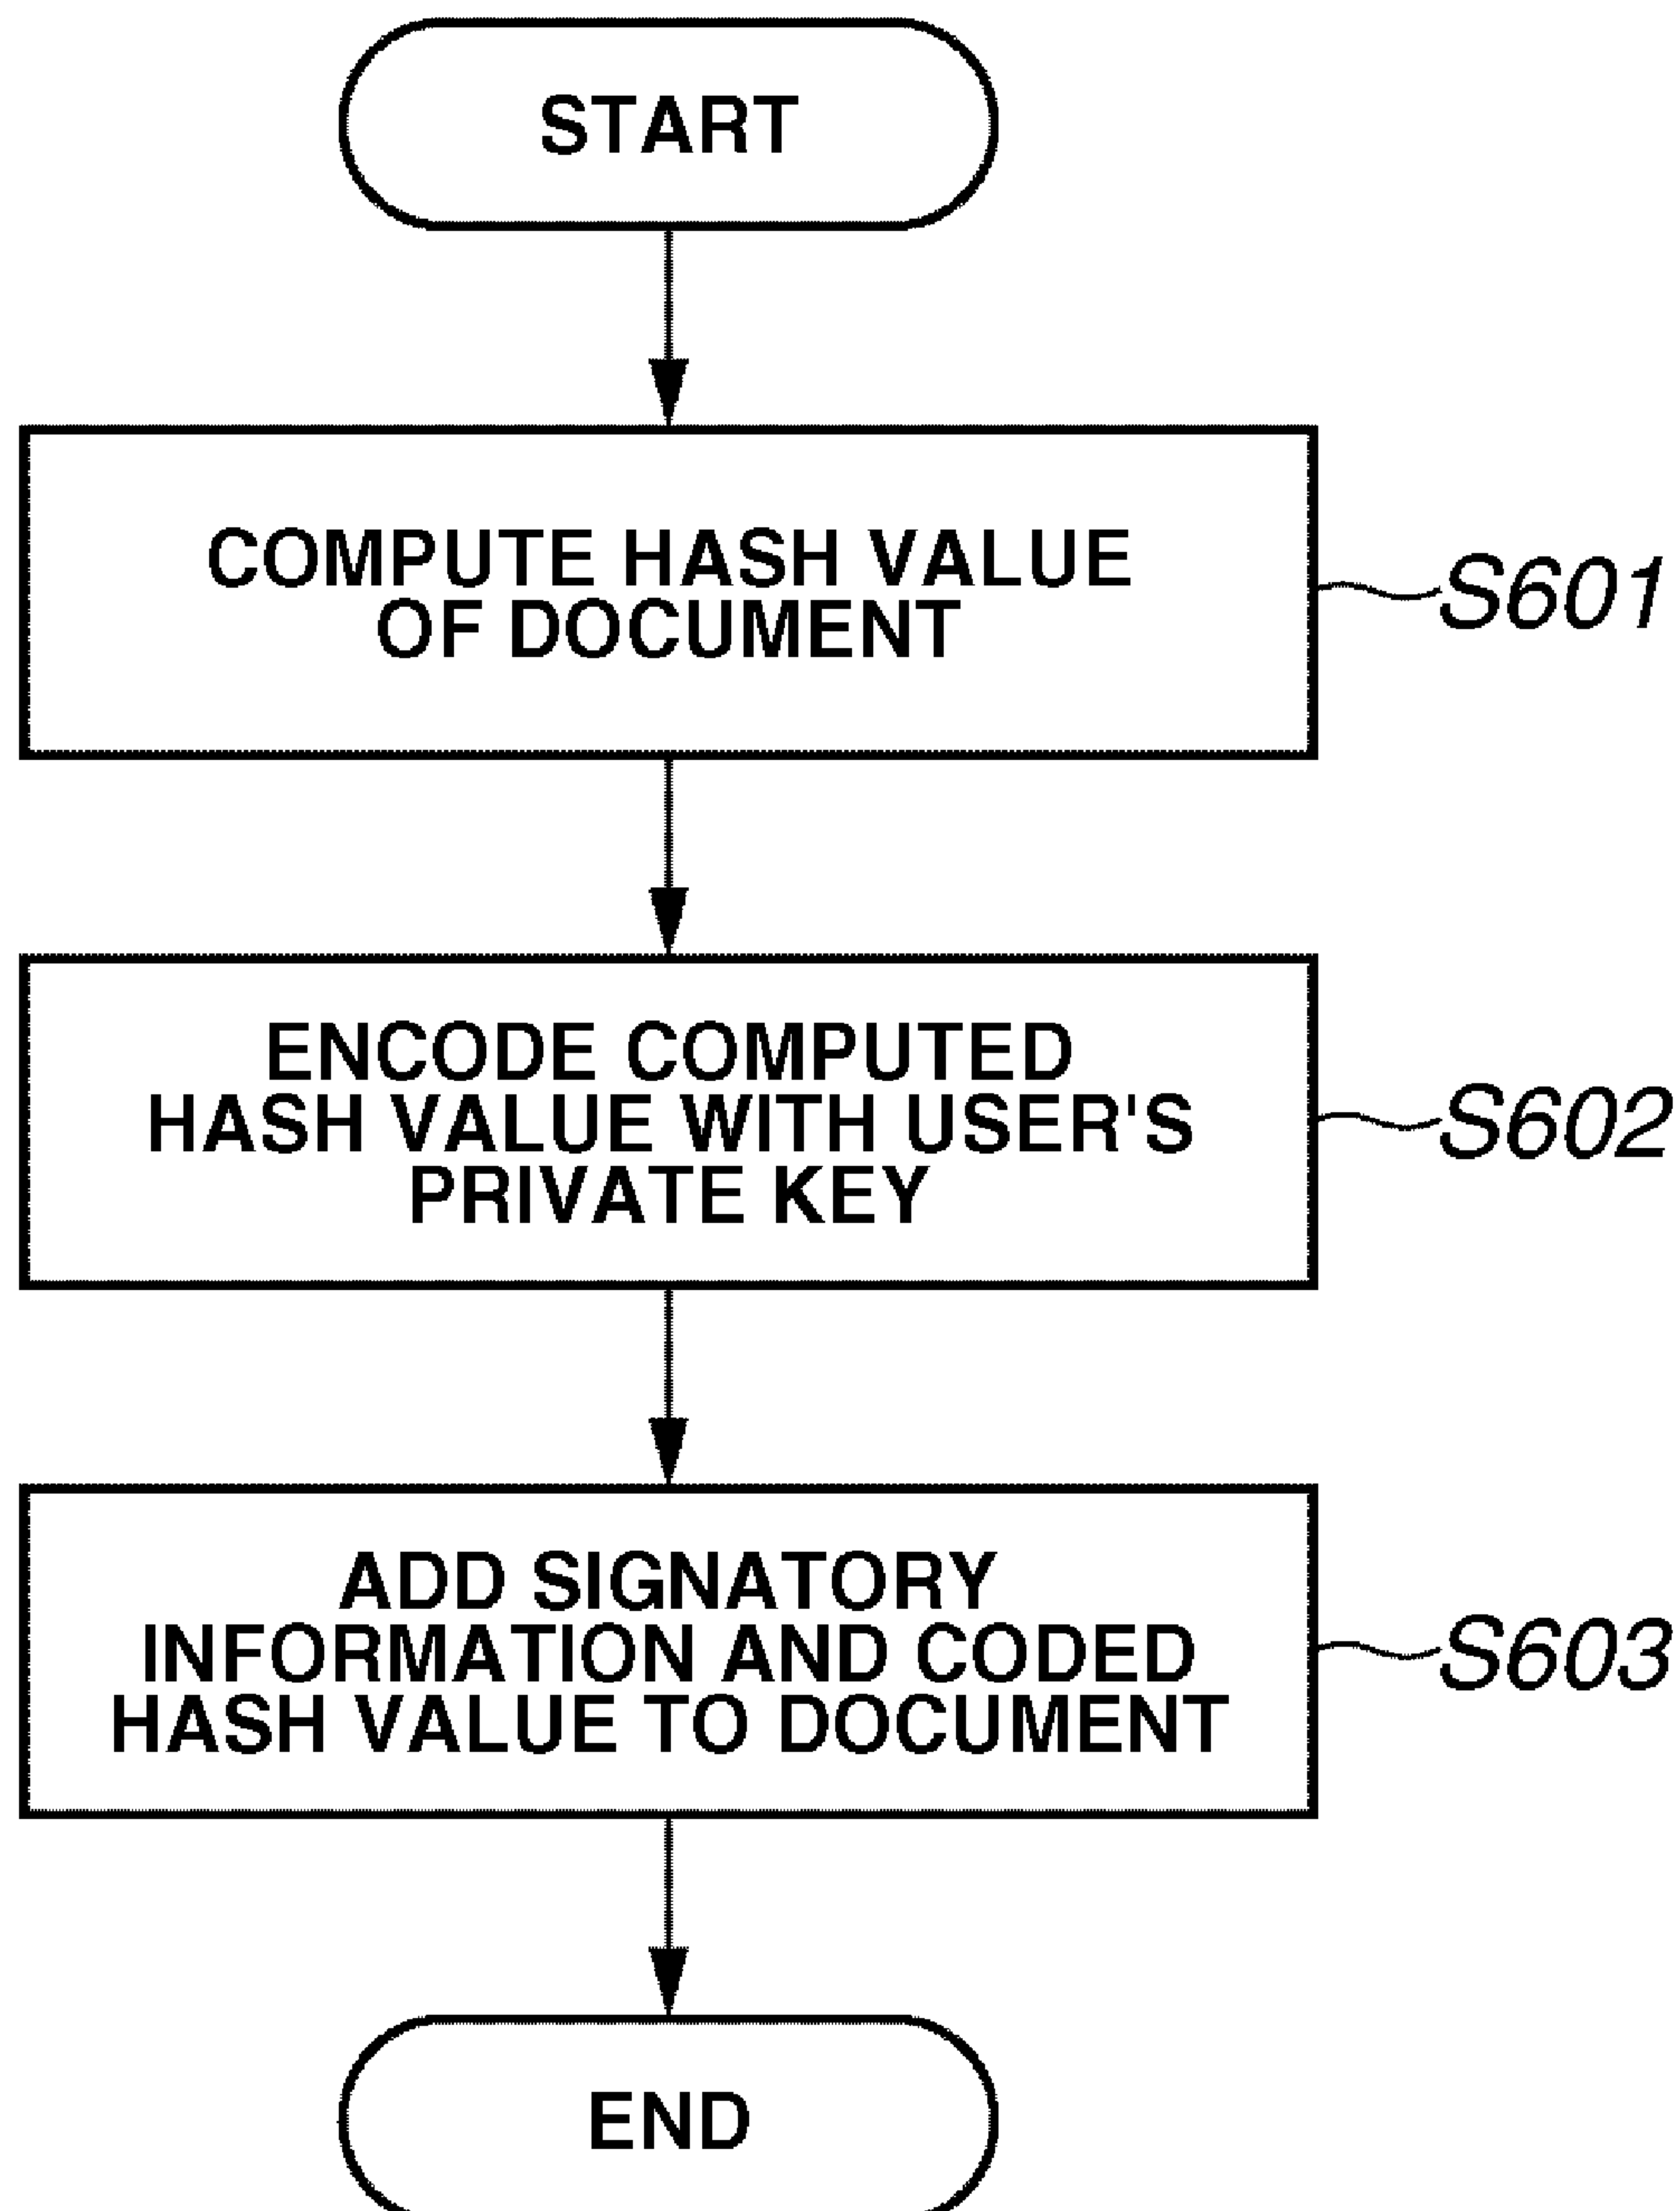 START
COMPUTE HASH VALUE
OF DOCUMENT
S601
ENCODE COMPUTED
HASH VALUE WITH USER'S
PRIVATE KEY
S602
ADD SIGNATORY
INFORMATION AND CODED
HASH VALUE TO DOCUMENT
S603
END